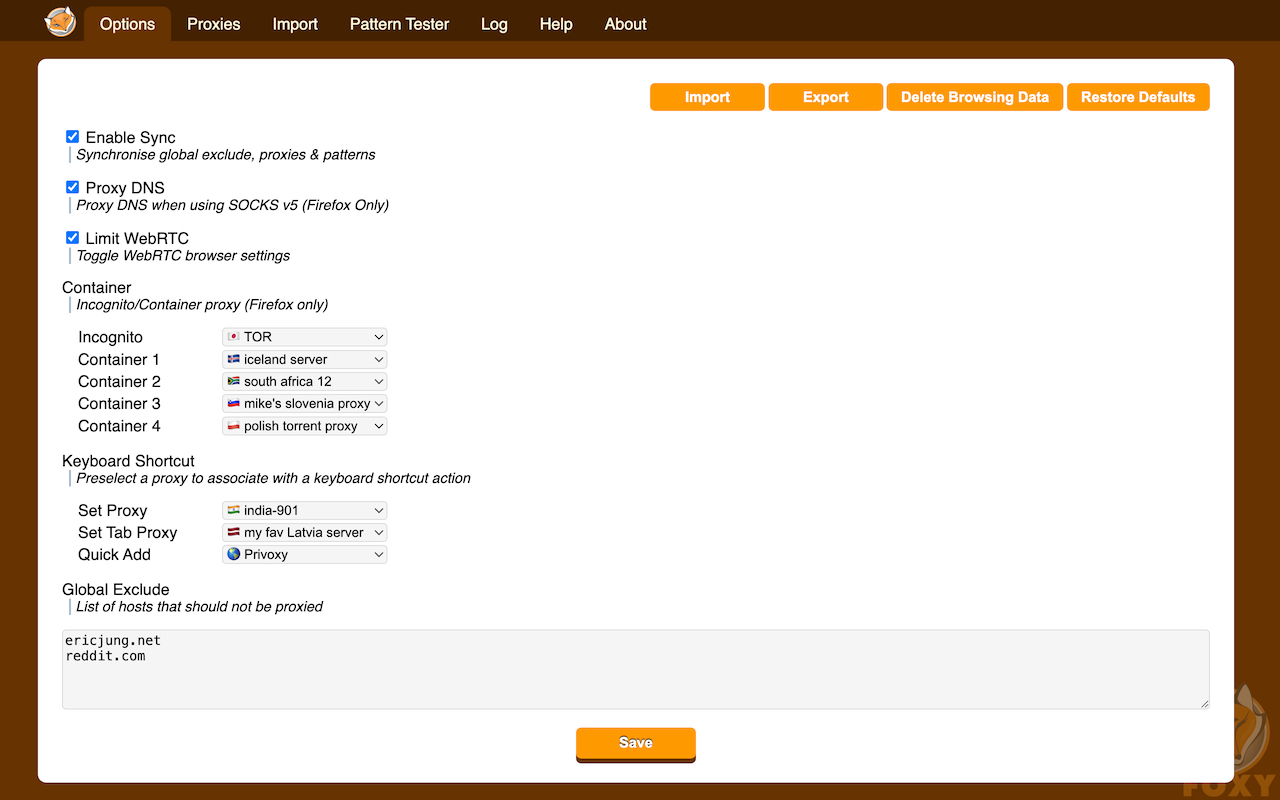 Options Proxies Import Pattern Tester Log Help About
Import Export Delete Browsing Data Restore Defaults
Enable Sync
Synchronise global exclude, proxies & patterns
Proxy DNS
Proxy DNS when using SOCKS v5 (Firefox Only)
Limit WebRTC
Toggle WebRTC browser settings
Container
Incognito/Container proxy (Firefox only)
Incognito TOR
Container 1 iceland server
Container 2 south africa 12
Container 3 mike's slovenia proxy
Container 4 polish torrent proxy
Keyboard Shortcut
Preselect a proxy to associate with a keyboard shortcut action
Set Proxy india-901
Set Tab Proxy my fav Latvia server
Quick Add Privoxy
Global Exclude
List of hosts that should not be proxied
ericjung.net
reddit.com
Save
FOXY